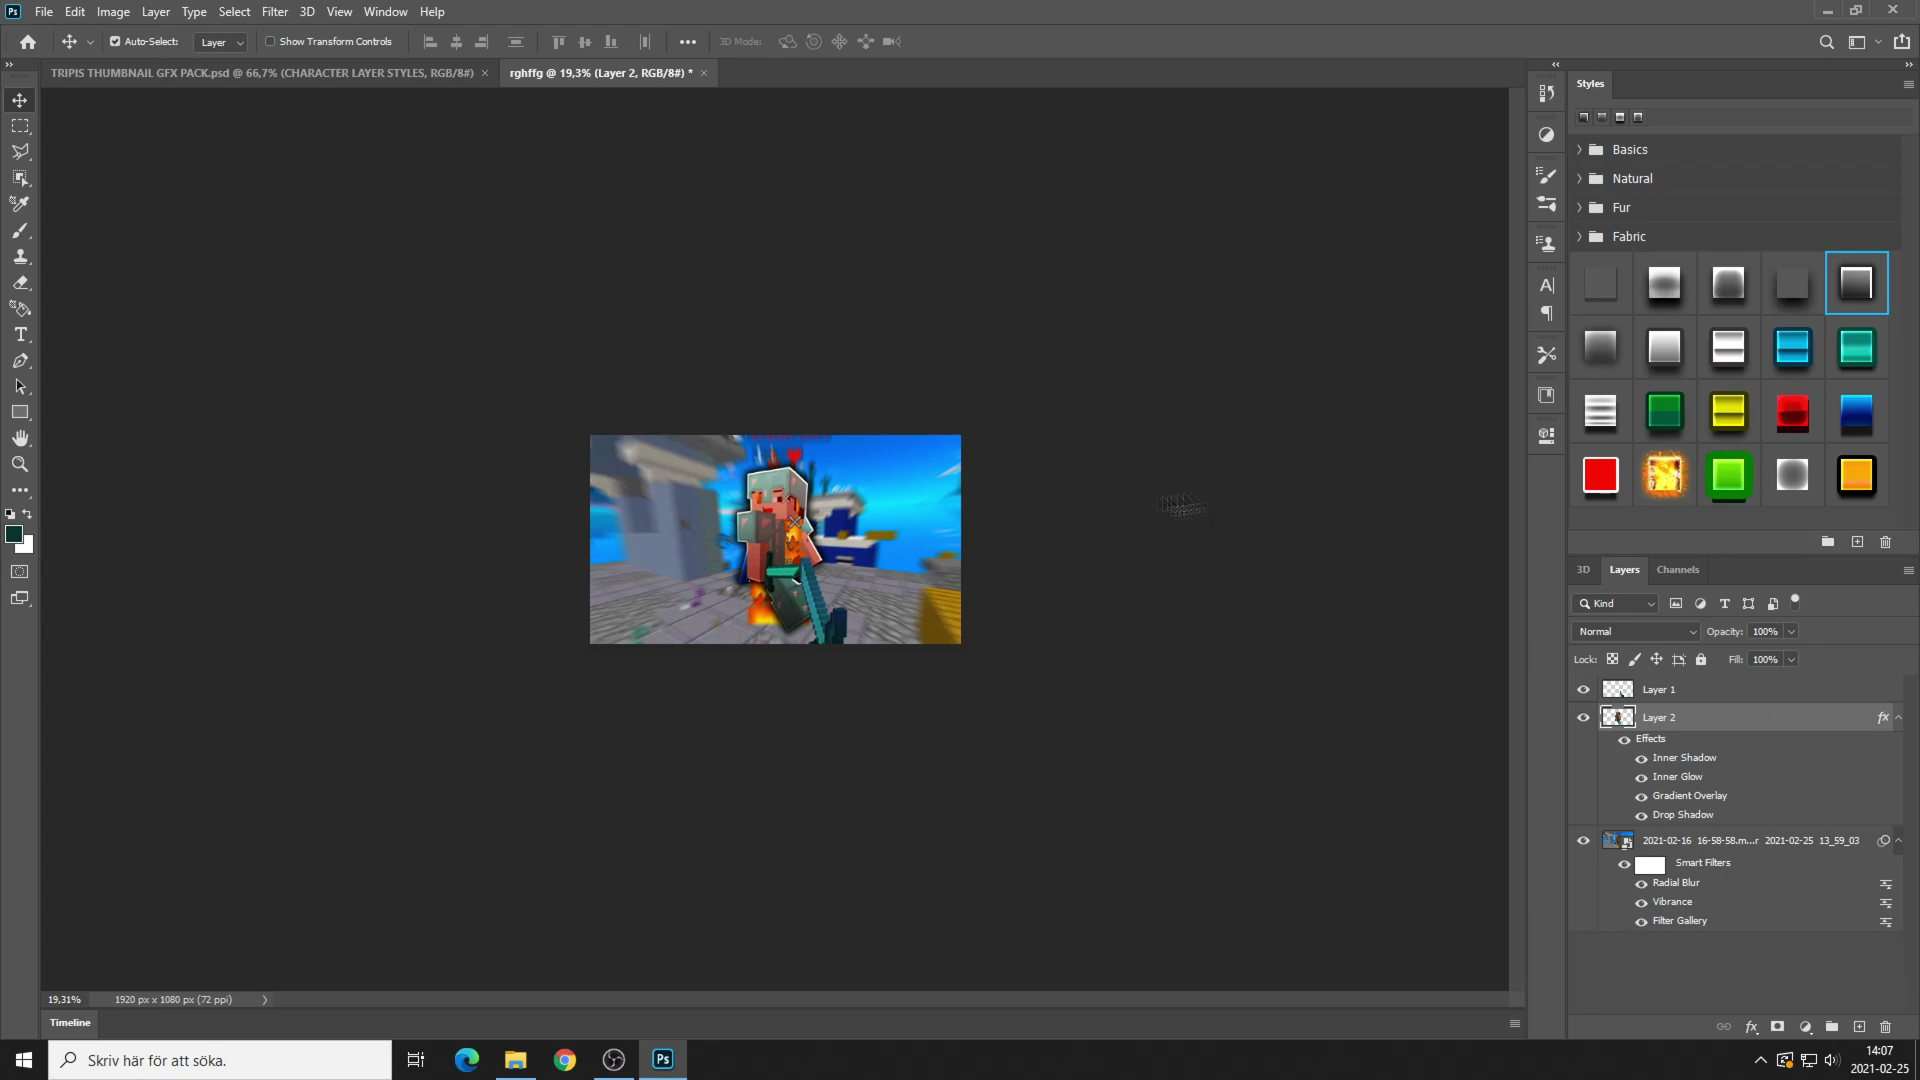 Ps File Edit Image Layer Type Select Filter 3D View Window Help
Auto-Select: Layer Show Transform Controls 3D Mode:
TRIPIS THUMBNAIL GFX PACK.psd @ 66,7% (CHARACTER LAYER STYLES, RGB/8#) × rghffg @ 19,3% (Layer 2, RGB/8#) * ×
Styles
Basics
Natural
Fur
Fabric
3D Layers Channels
Kind
Normal Opacity: 100%
Lock: Fill: 100%
Layer 1
Layer 2 fx
Effects
Inner Shadow
Inner Glow
Gradient Overlay
Drop Shadow
2021-02-16 16-58-58.m...r 2021-02-25 13_59_03
Smart Filters
Radial Blur
Vibrance
Filter Gallery
19,31% 1920 px x 1080 px (72 ppi)
Timeline
fx
Skriv här för att söka.
Ps
14:07
2021-02-25